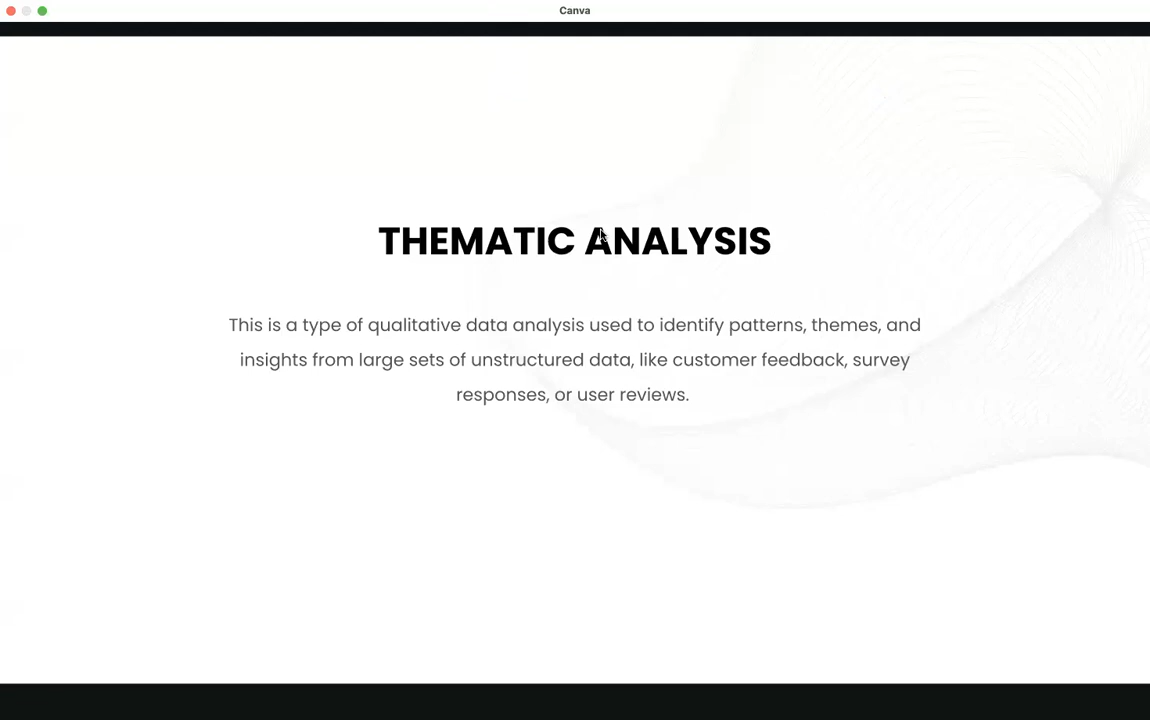 Canva
THEMATIC ANALYSIS
This is a type of qualitative data analysis used to identify patterns, themes, and
insights from large sets of unstructured data, like customer feedback, survey
responses, or user reviews.